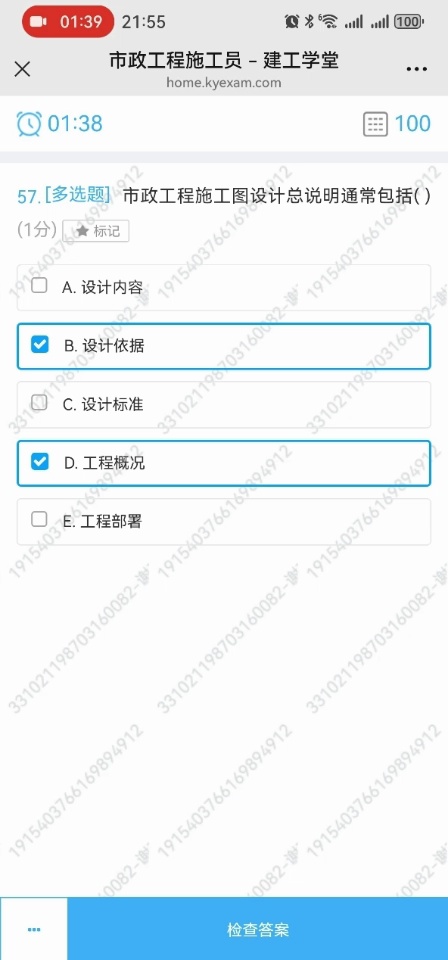 01:39 21:55 6 100
市政工程施工员 – 建工学堂
home.kyexam.com
01:38 100
57. [多选题] 市政工程施工图设计总说明通常包括( )
(1分) 标记
A. 设计内容
B. 设计依据
C. 设计标准
D. 工程概况
E. 工程部署
检查答案